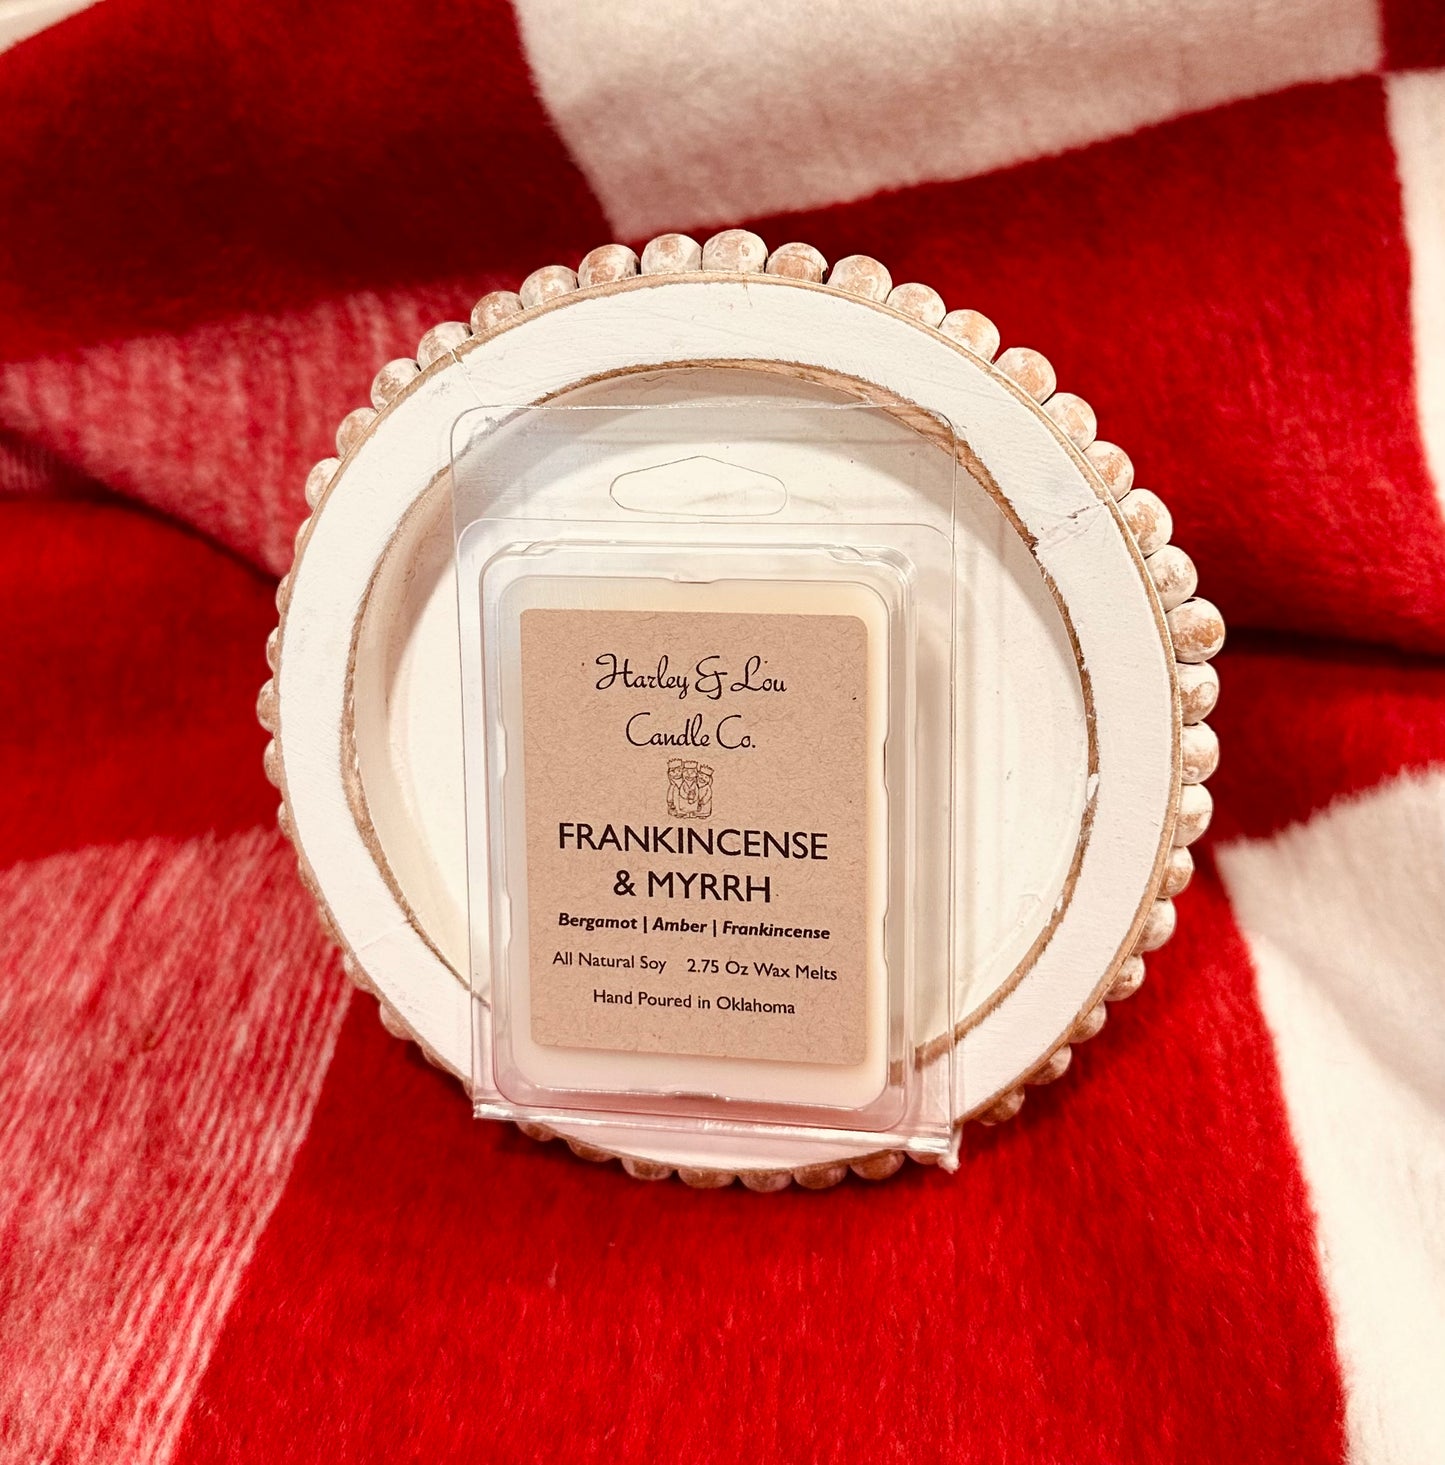 Harley & Lou
Candle Co.
FRANKINCENSE
& MYRRH
Bergamot | Amber | Frankincense
All Natural Soy 2.75 Oz Wax Melts
Hand Poured in Oklahoma